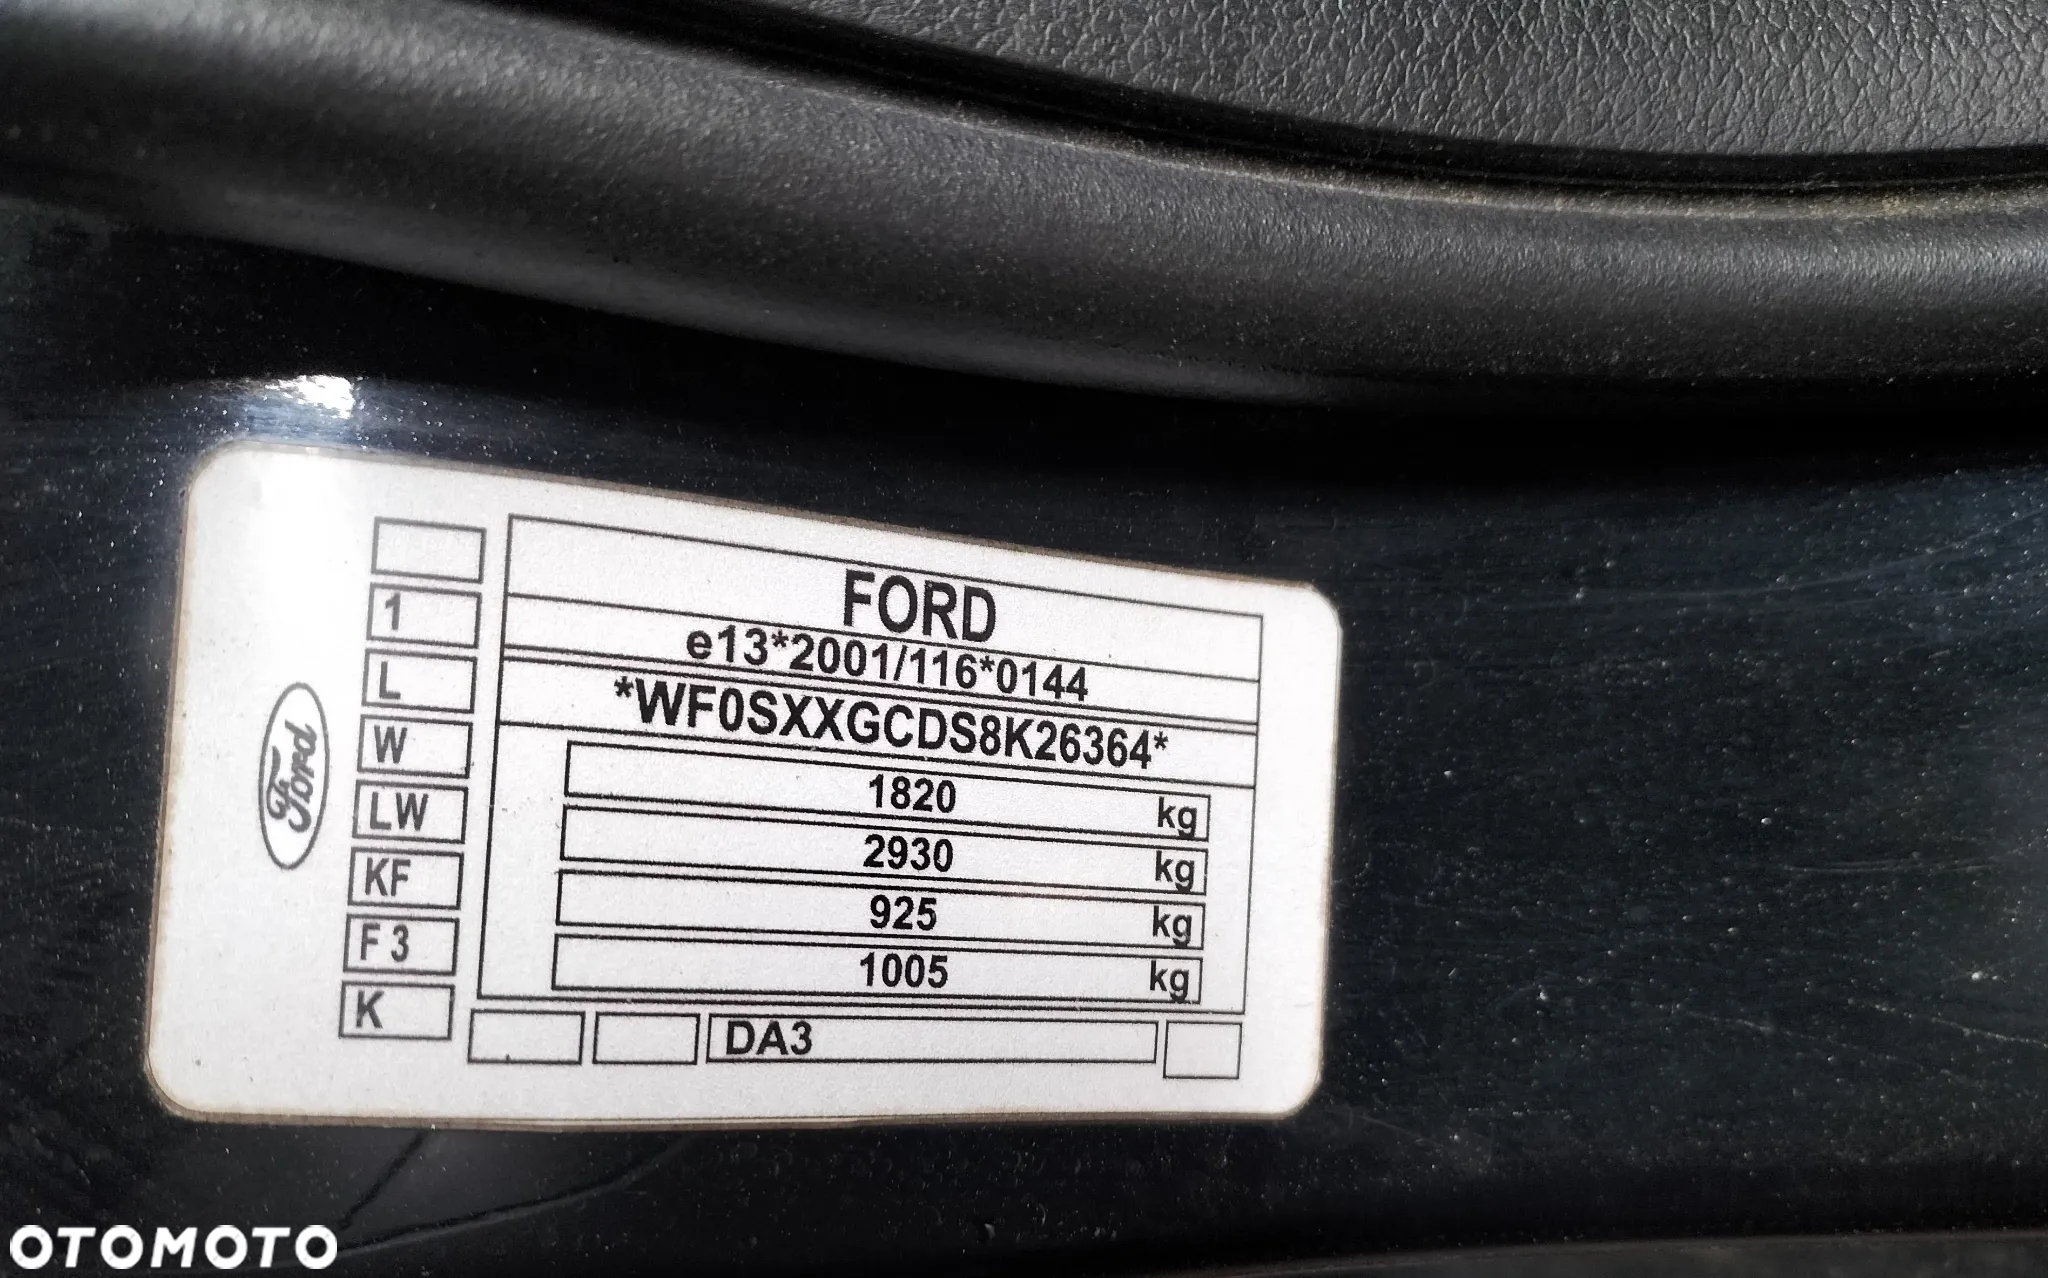 Ford
1
L
W
LW
KF
F 3
K
FORD
e13*2001/116*0144
*WF0SXXGCDS8K26364*
1820 kg
2930 kg
925 kg
1005 kg
DA3
OTOMOTO